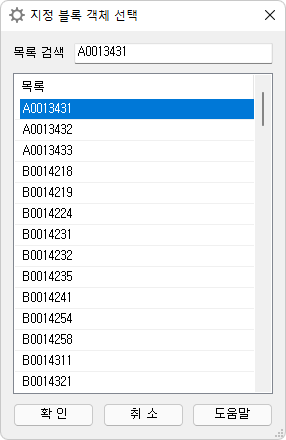 지정 블록 객체 선택
목록 검색 A0013431
목록
A0013431
A0013432
A0013433
B0014218
B0014219
B0014224
B0014231
B0014232
B0014235
B0014241
B0014254
B0014258
B0014311
B0014321
확 인 취 소 도움말